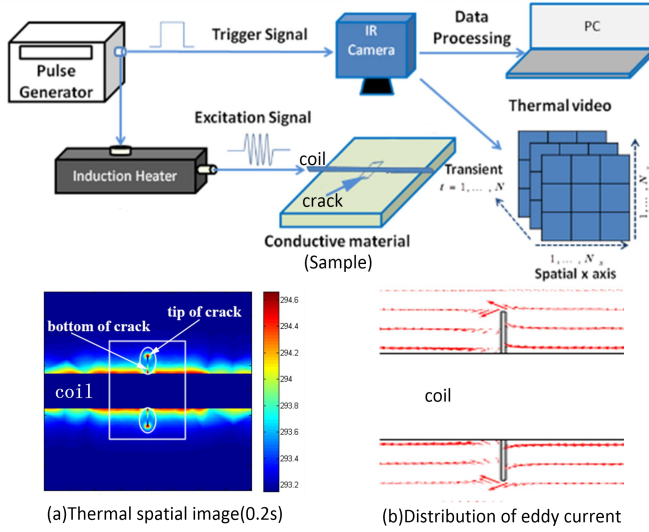 Pulse
Generator
Trigger Signal
IR
Camera
Data
Processing
PC
Excitation Signal
Induction Heater
coil
crack
Conductive material
(Sample)
Thermal video
Transient
t = 1, ... , N
1, ... , N
1, ... , N x
Spatial x axis
bottom of crack
tip of crack
coil
294.6
294.4
294.2
294
293.8
293.6
293.4
293.2
(a)Thermal spatial image(0.2s)
coil
(b)Distribution of eddy current